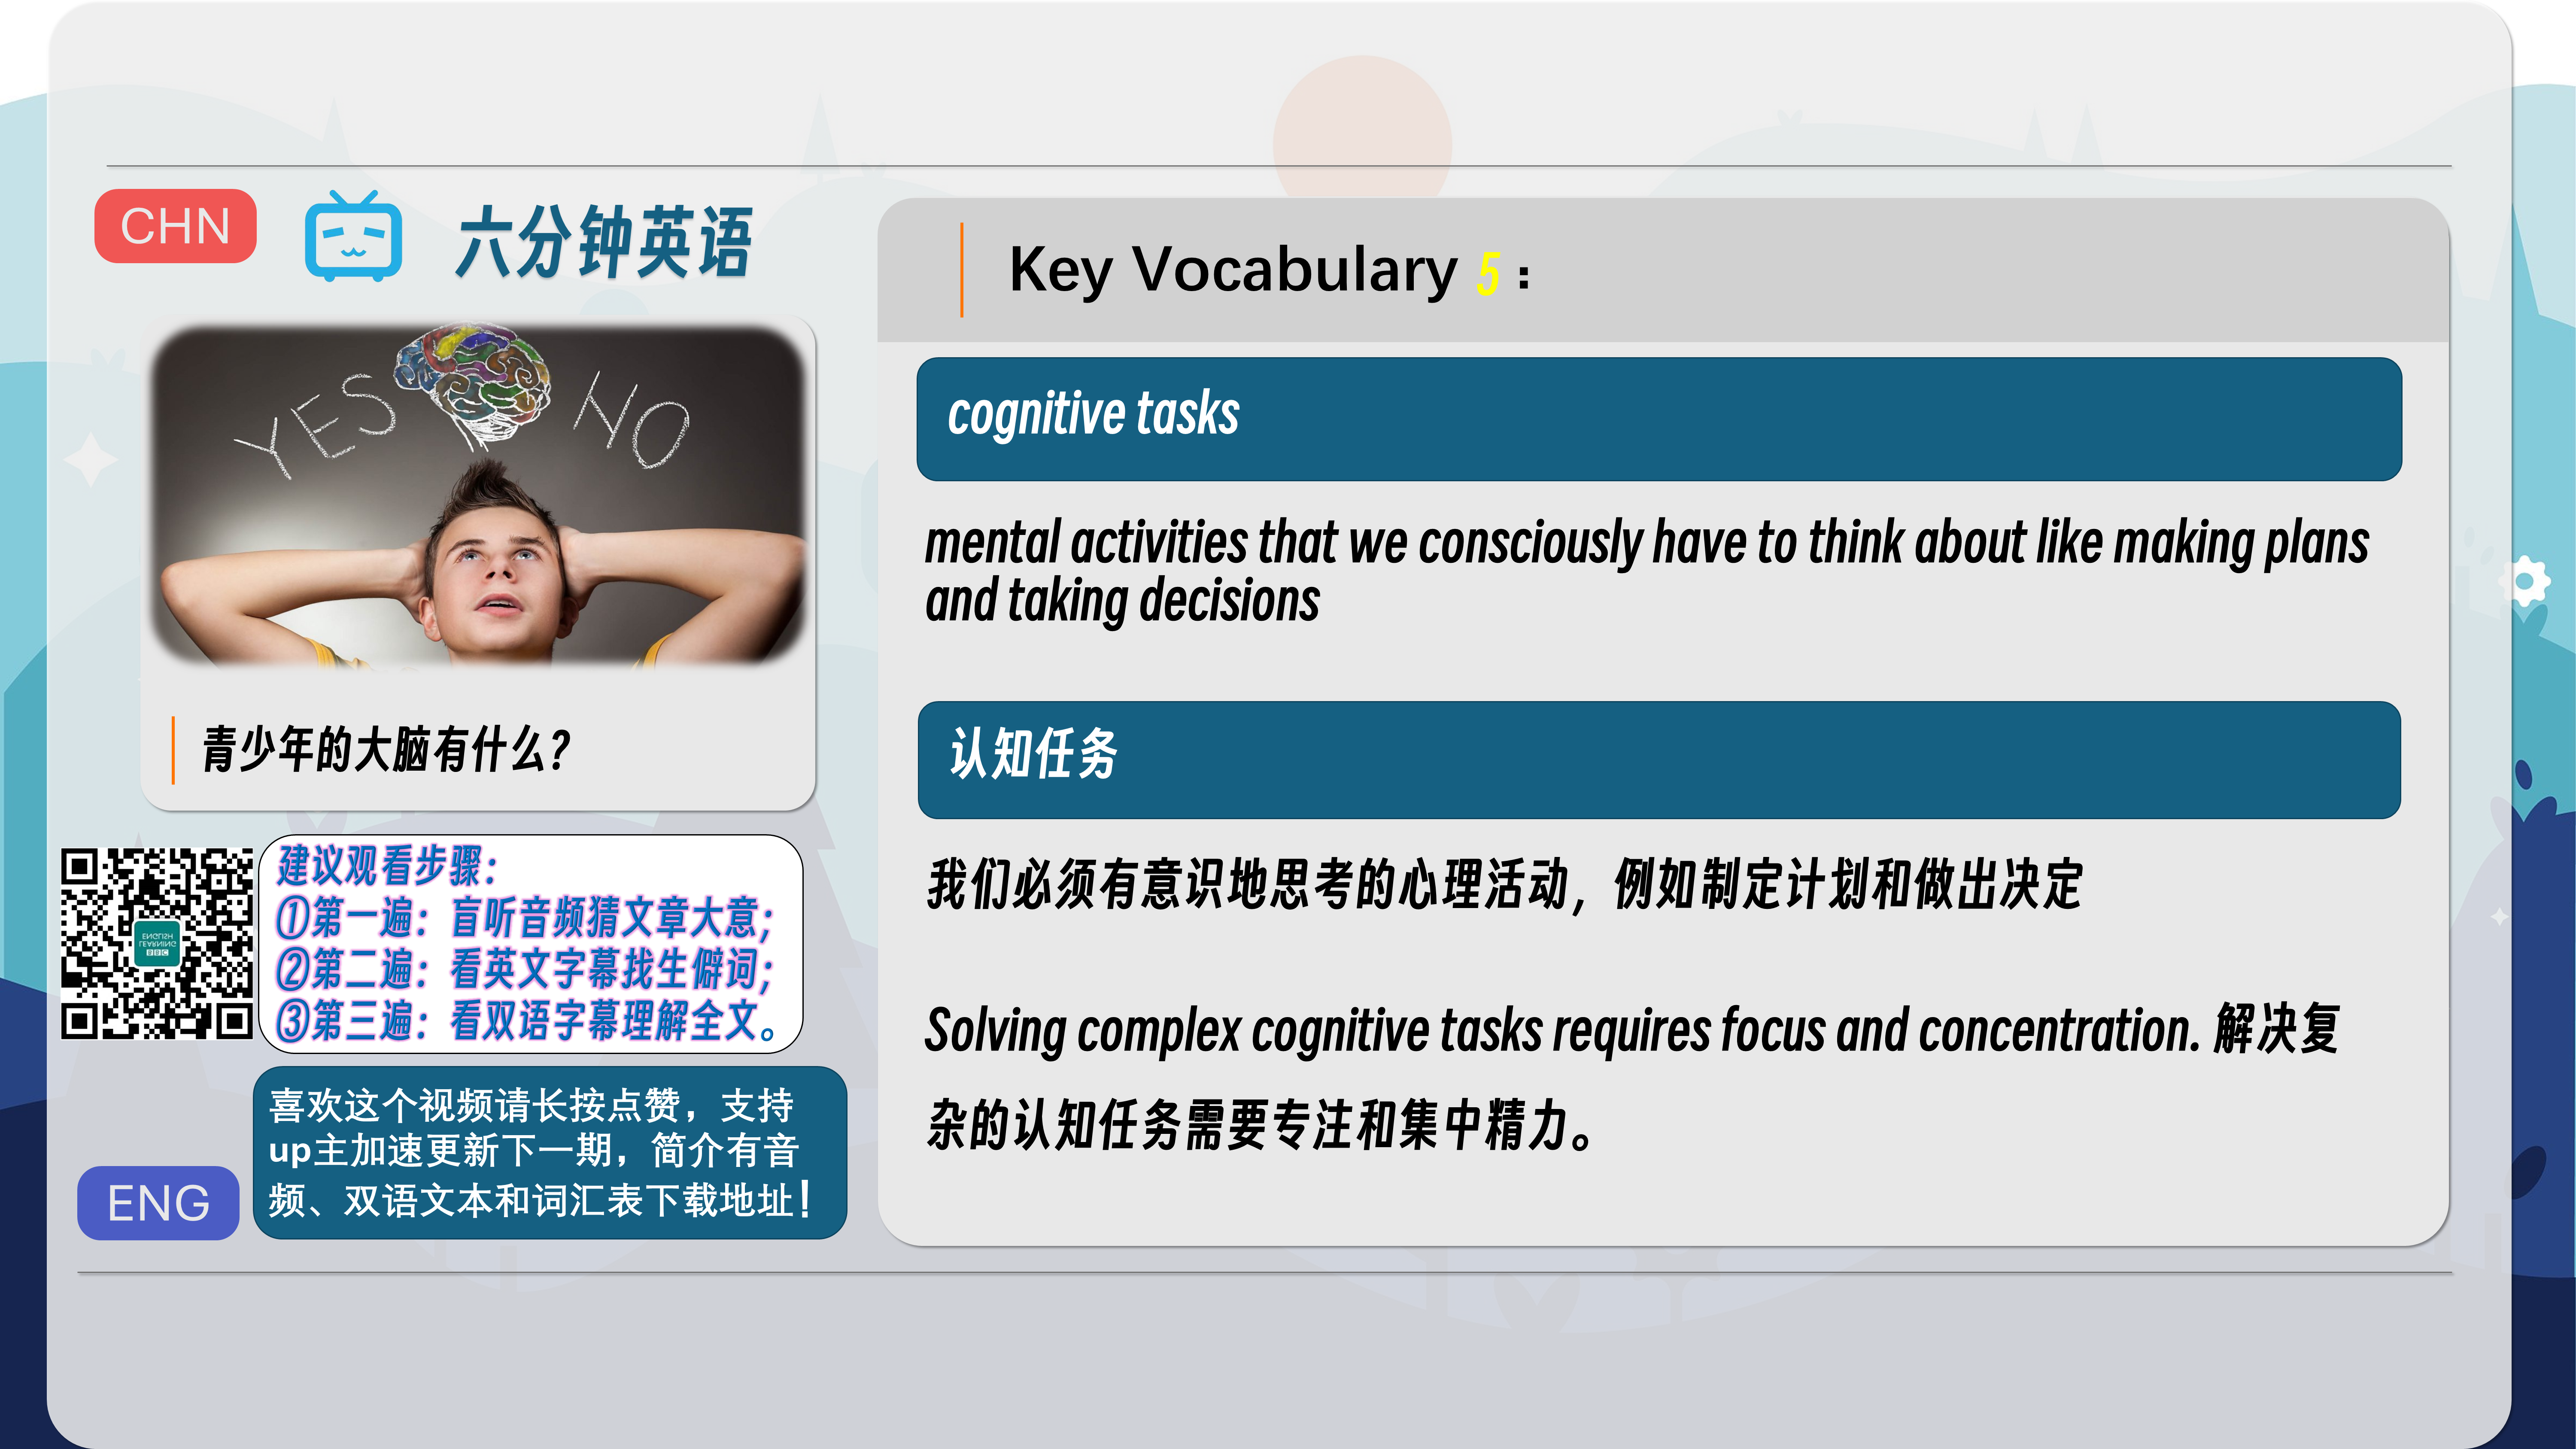 CHN
六分钟英语
YES
NO
青少年的大脑有什么?
建议观看步骤:
①第一遍: 盲听音频猜文章大意;
②第二遍: 看英文字幕找生僻词;
③第三遍: 看双语字幕理解全文。
BBC
LEARNING
ENGLISH
喜欢这个视频请长按点赞，支持
up主加速更新下一期，简介有音
频、双语文本和词汇表下载地址!
ENG
Key Vocabulary 5：
cognitive tasks
mental activities that we consciously have to think about like making plans
and taking decisions
认知任务
我们必须有意识地思考的心理活动，例如制定计划和做出决定
Solving complex cognitive tasks requires focus and concentration. 解决复
杂的认知任务需要专注和集中精力。